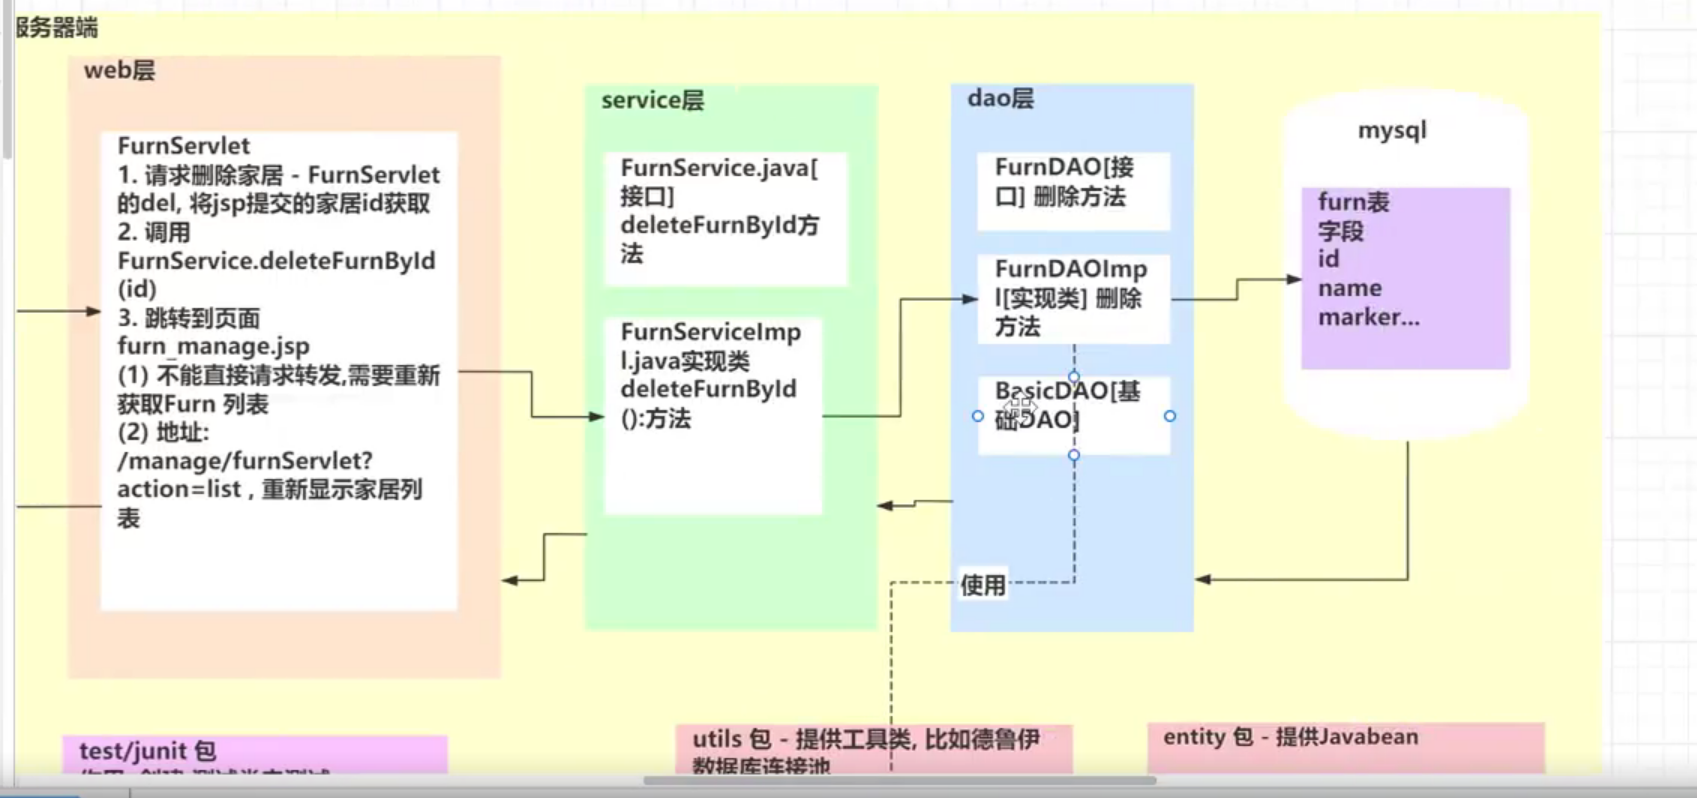 服务器端
web层
FurnServlet
1. 请求删除家居 - FurnServlet
的del, 将jsp提交的家居id获取
2. 调用
FurnService.deleteFurnById
(id)
3. 跳转到页面
furn_manage.jsp
(1) 不能直接请求转发,需要重新
获取Furn 列表
(2) 地址:
/manage/furnServlet?
action=list , 重新显示家居列
表
service层
FurnService.java[
接口]
deleteFurnById方
法
FurnServiceImp
l.java实现类
deleteFurnById
():方法
dao层
FurnDAO[接
口] 删除方法
FurnDAOImp
l[实现类] 删除
方法
BasicDAO[基
础DAO]
使用
mysql
furn表
字段
id
name
marker...
test/junit 包
utils 包 - 提供工具类, 比如德鲁伊
数据库连接池
entity 包 - 提供Javabean